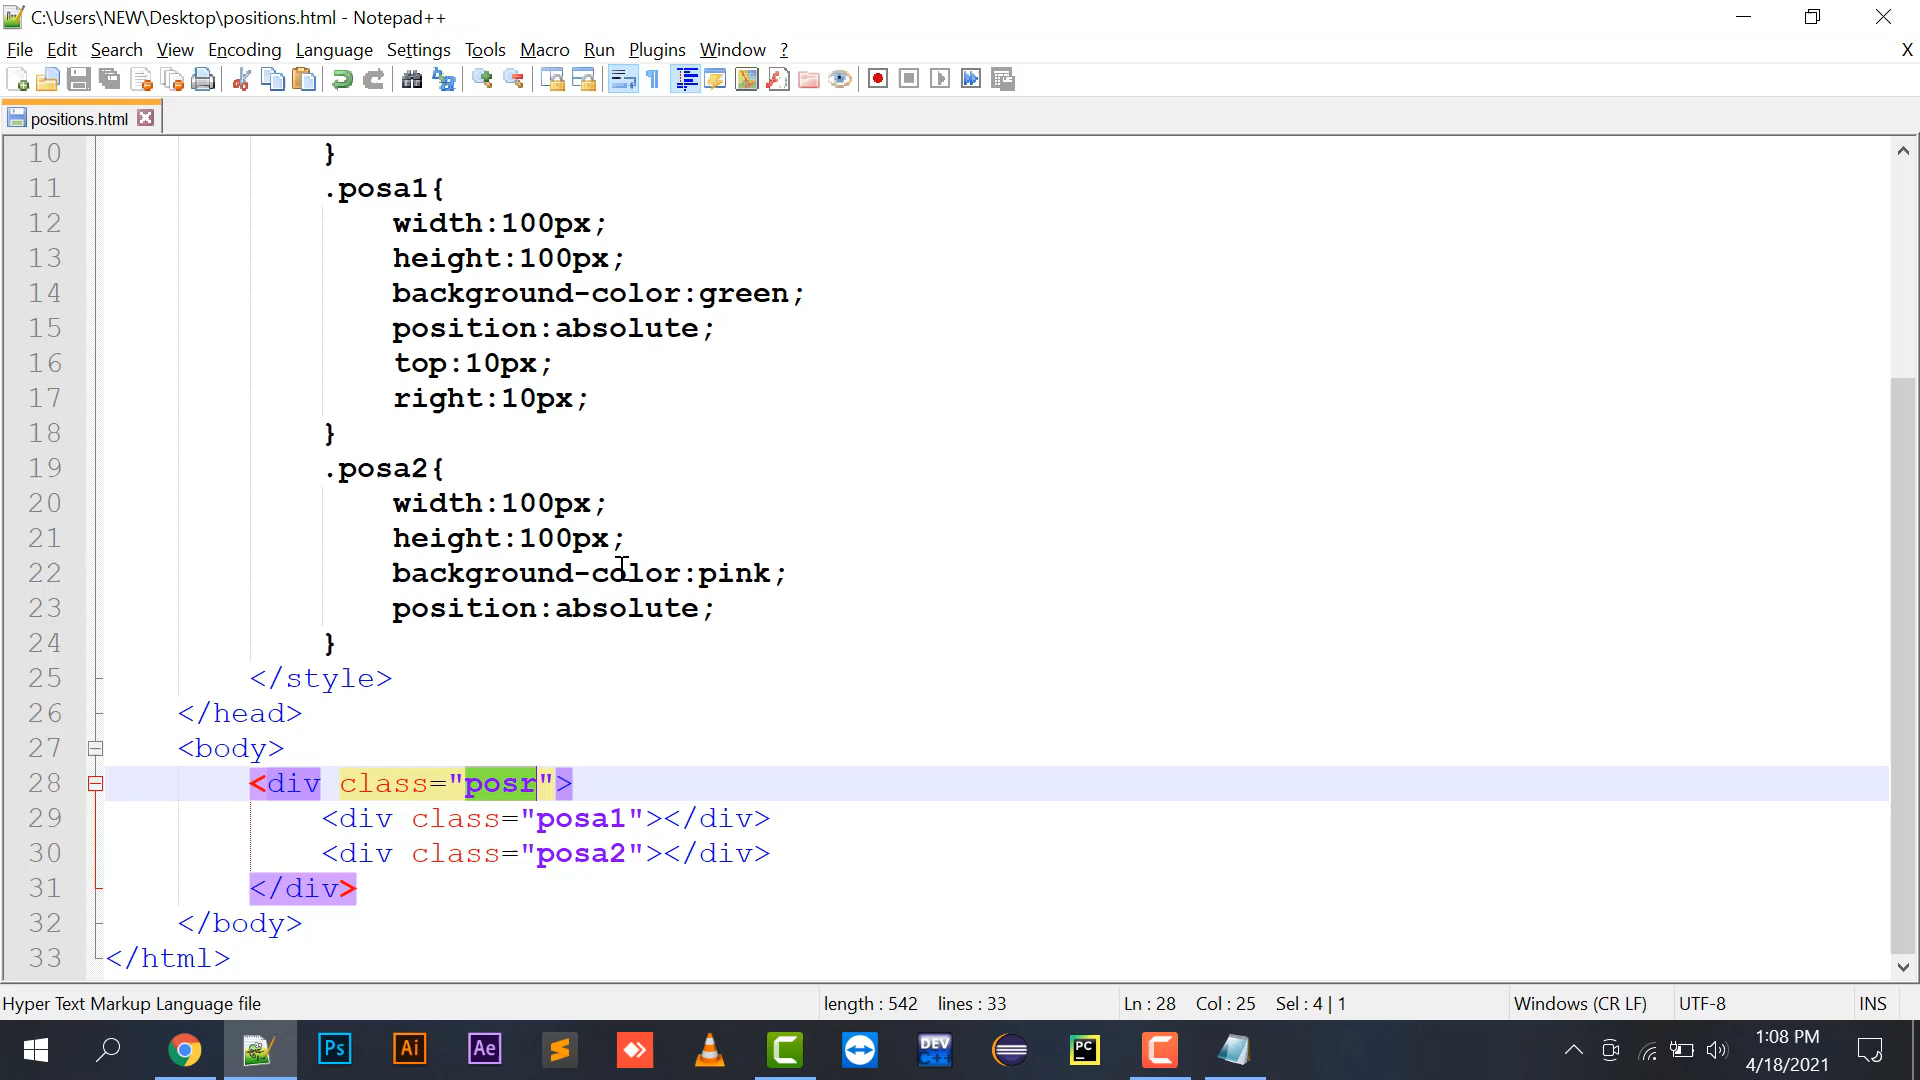 C:\Users\NEW\Desktop\positions.html - Notepad++
File Edit Search View Encoding Language Settings Tools Macro Run Plugins Window ? X
positions.html
10 }
11 .posa1{
12 width:100px;
13 height:100px;
14 background-color:green;
15 position:absolute;
16 top:10px;
17 right:10px;
18 }
19 .posa2{
20 width:100px;
21 height:100px;
22 background-color:pink;
23 position:absolute;
24 }
25 </style>
26 </head>
27 <body>
28 <div class="posr">
29 <div class="posa1"></div>
30 <div class="posa2"></div>
31 </div>
32 </body>
33 </html>
Hyper Text Markup Language file length : 542 lines : 33 Ln : 28 Col : 25 Sel : 4 | 1 Windows (CR LF) UTF-8 INS
Ps Ai Ae DEV C++ PC 1:08 PM
4/18/2021